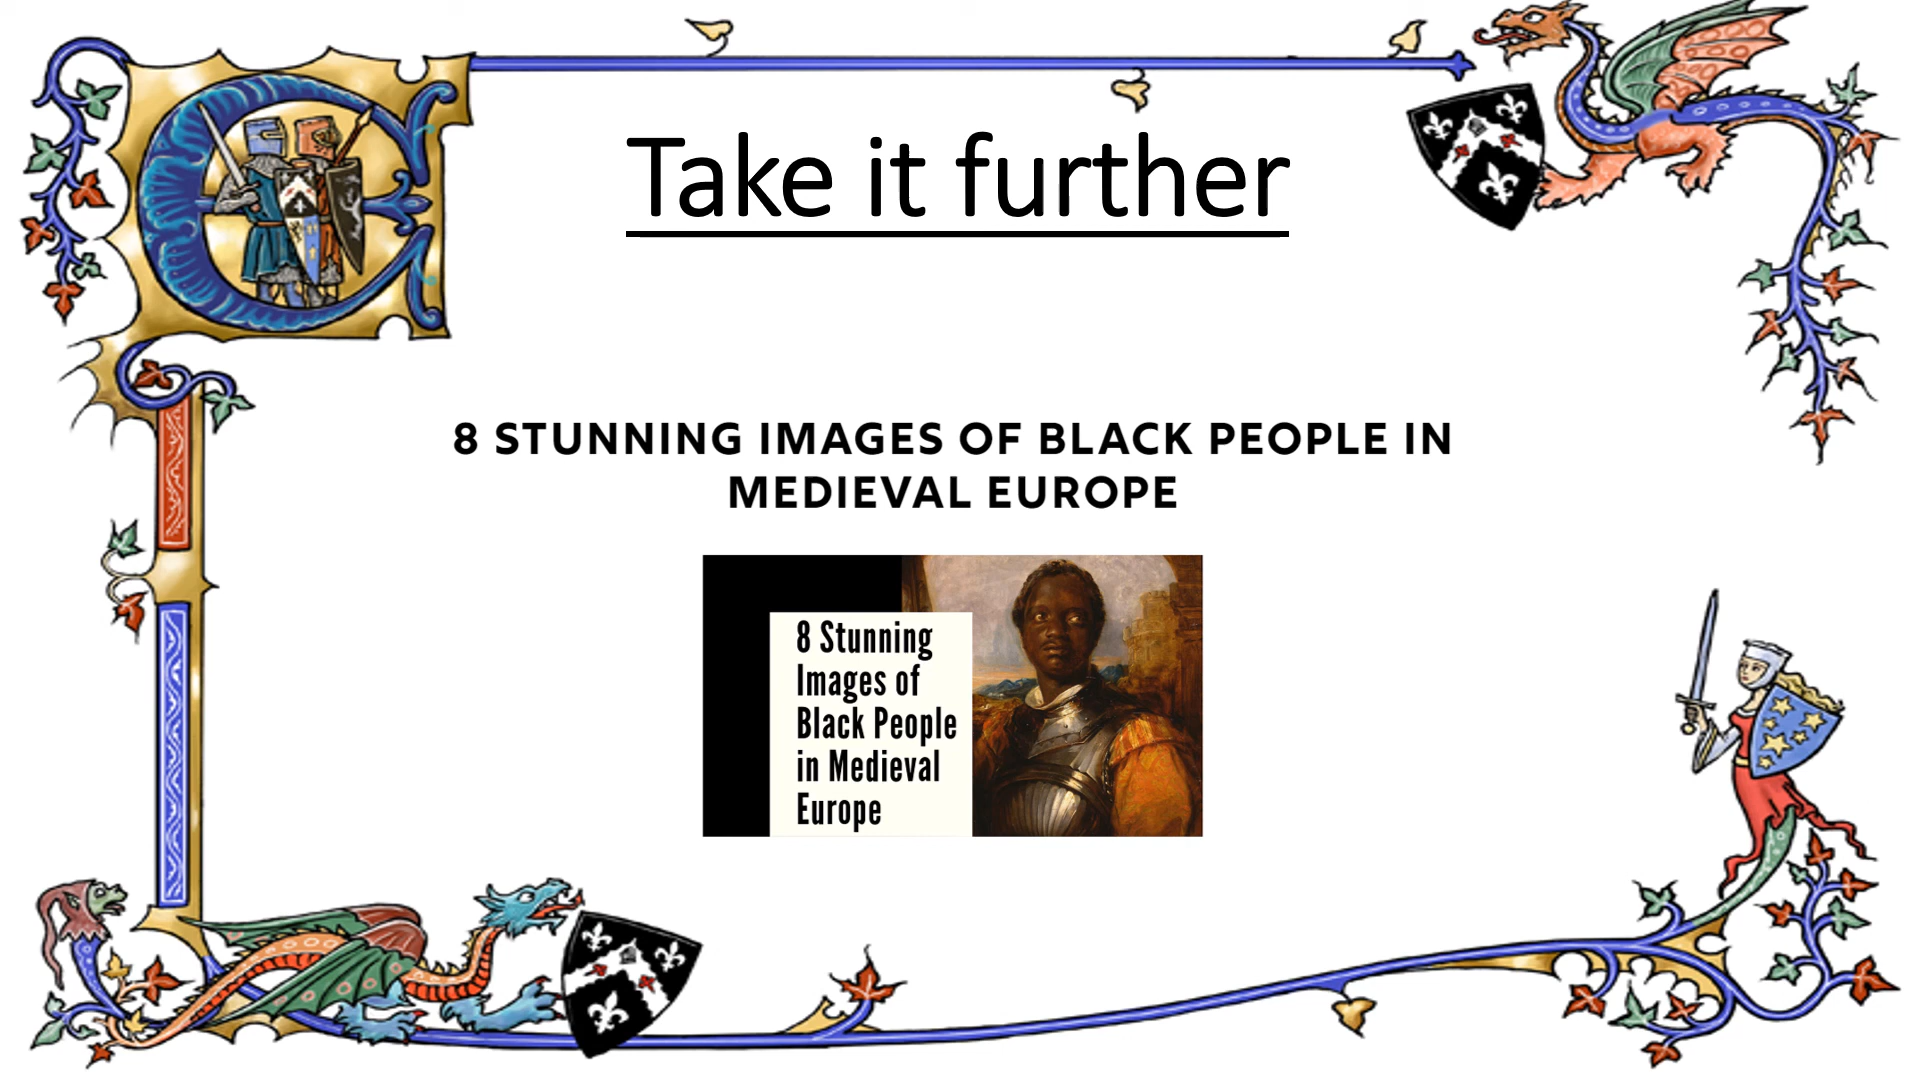 Take it further
8 STUNNING IMAGES OF BLACK PEOPLE IN
MEDIEVAL EUROPE
8 Stunning
Images of
Black People
in Medieval
Europe